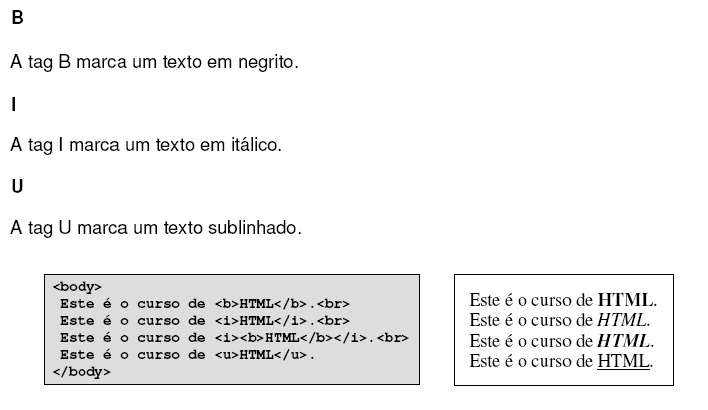 B
A tag B marca um texto em negrito.
I
A tag I marca um texto em itálico.
U
A tag U marca um texto sublinhado.
<body>
Este é o curso de <b>HTML</b>.<br>
Este é o curso de <i>HTML</i>.<br>
Este é o curso de <i><b>HTML</b></i>.<br>
Este é o curso de <u>HTML</u>.
</body>
Este é o curso de HTML.
Este é o curso de HTML.
Este é o curso de HTML.
Este é o curso de HTML.